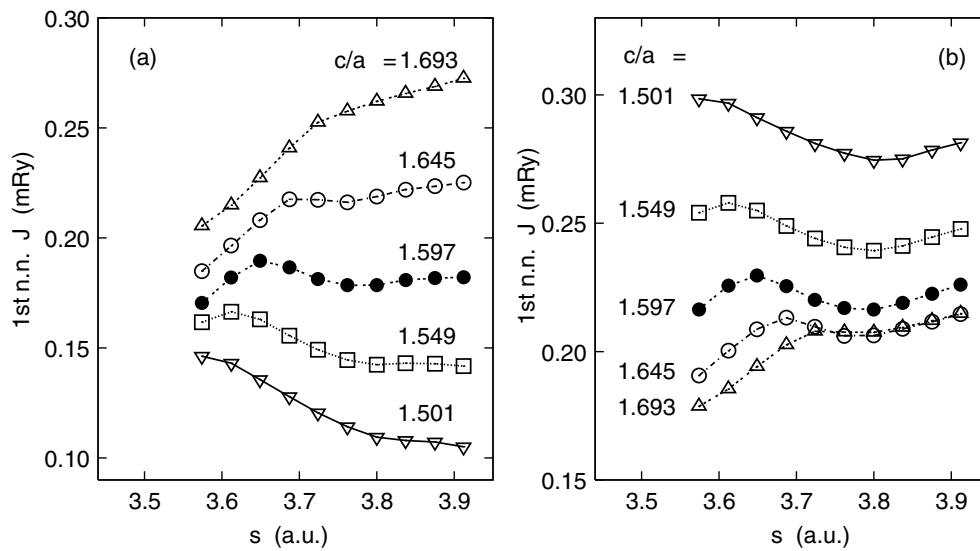 (a)
c/a = 1.693
1.645
1.597
1.549
1.501
0.30
0.25
0.20
0.15
0.10
1st n.n. J (mRy)
3.5 3.6 3.7 3.8 3.9
s (a.u.)
c/a =
(b)
1.501
1.549
1.597
1.645
1.693
0.30
0.25
0.20
0.15
1st n.n. J (mRy)
3.5 3.6 3.7 3.8 3.9
s (a.u.)